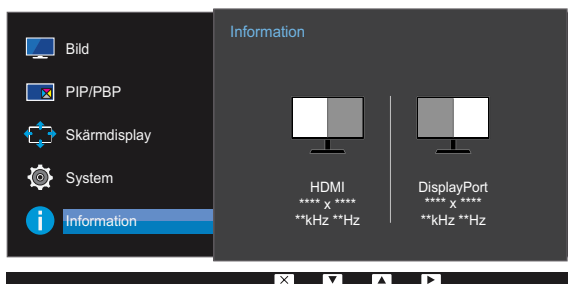 Bild
PIP/PBP
Skärmdisplay
System
Information
Information
HDMI
**** x ****
**kHz **Hz
DisplayPort
**** x ****
**kHz **Hz